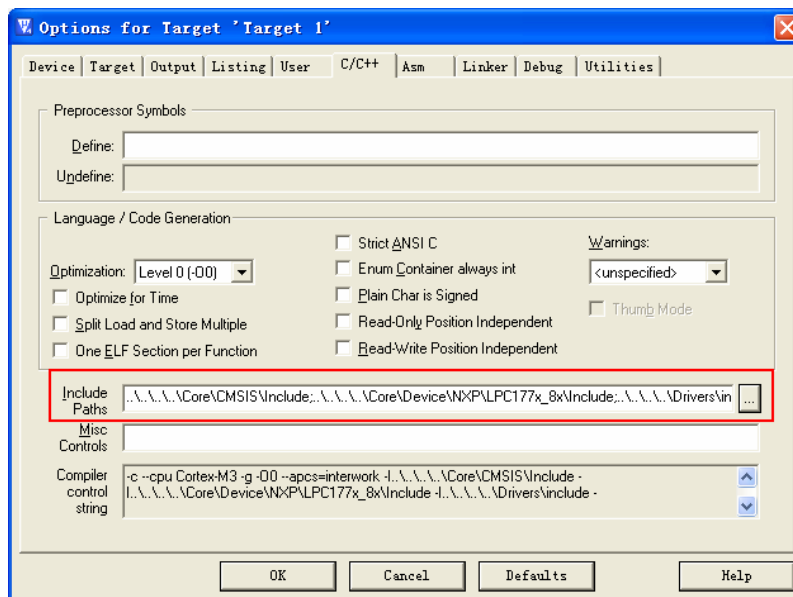 Options for Target 'Target 1'
Device Target Output Listing User C/C++ Asm Linker Debug Utilities
Preprocessor Symbols
Define:
Undefine:
Language / Code Generation
Strict ANSI C
Warnings:
Optimization: Level 0 (-O0)
Enum Container always int
<unspecified>
Optimize for Time
Plain Char is Signed
Thumb Mode
Split Load and Store Multiple
Read-Only Position Independent
One ELF Section per Function
Read-Write Position Independent
Include Paths
..\..\..\..\Core\CMSIS\Include;..\..\..\..\Core\Device\NXP\LPC177x_8x\Include;..\..\..\..\Drivers\in
...
Misc Controls
Compiler control string
-c --cpu Cortex-M3 -g -O0 --apcs=interwork -I..\..\..\..\Core\CMSIS\Include -
I..\..\..\..\Core\Device\NXP\LPC177x_8x\Include -I..\..\..\..\Drivers\include -
OK Cancel Defaults Help